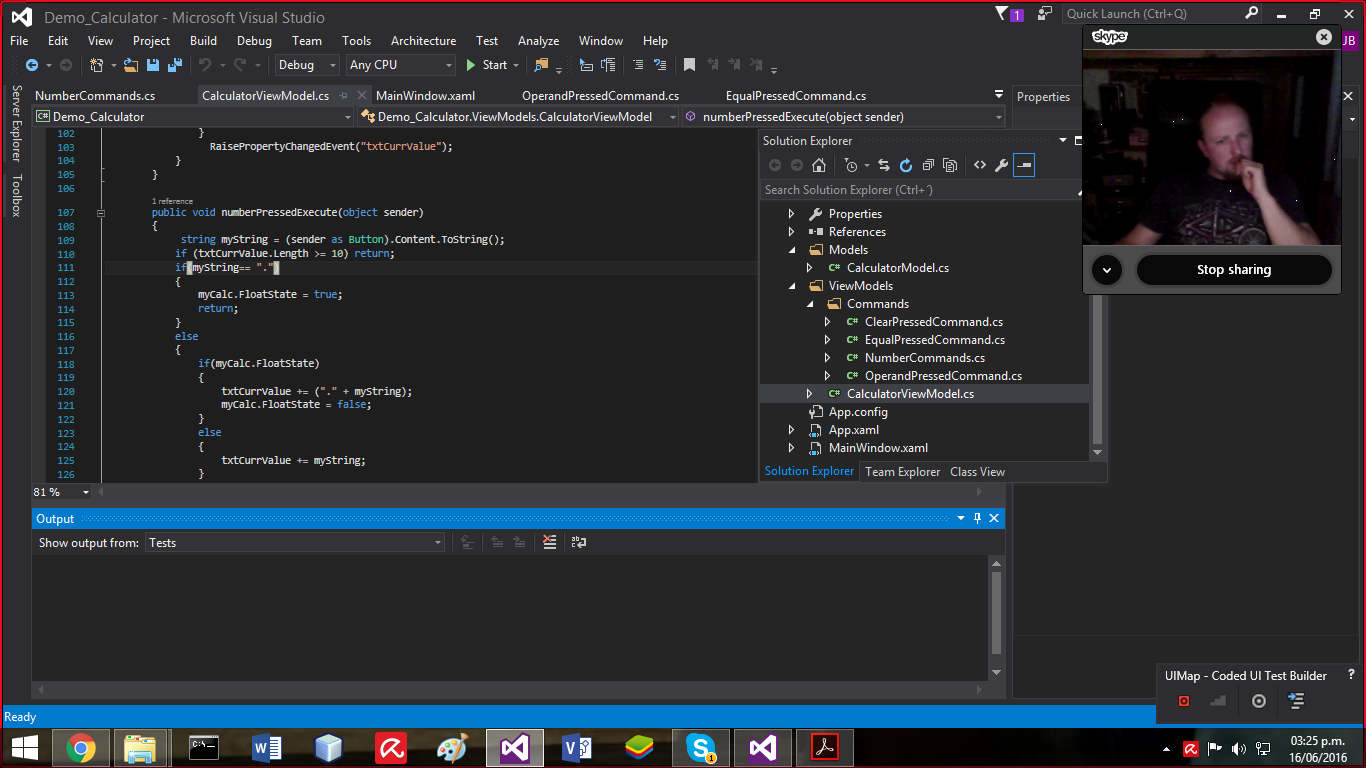 Demo_Calculator - Microsoft Visual Studio
1
Quick Launch (Ctrl+Q)
File Edit View Project Build Debug Team Tools Architecture Test Analyze Window Help
JB
skype
Debug Any CPU Start
Server Explorer
Toolbox
NumberCommands.cs CalculatorViewModel.cs MainWindow.xaml OperandPressedCommand.cs EqualPressedCommand.cs
Demo_Calculator Demo_Calculator.ViewModels.CalculatorViewModel numberPressedExecute(object sender)
102 }
103 RaisePropertyChangedEvent("txtCurrValue");
104 }
105 }
106
1 reference
107 public void numberPressedExecute(object sender)
108 {
109 string myString = (sender as Button).Content.ToString();
110 if (txtCurrValue.Length >= 10) return;
111 if(myString== ".")
112 {
113 myCalc.FloatState = true;
114 return;
115 }
116 else
117 {
118 if(myCalc.FloatState)
119 {
120 txtCurrValue += ("." + myString);
121 myCalc.FloatState = false;
122 }
123 else
124 {
125 txtCurrValue += myString;
126 }
81 %
Solution Explorer
Search Solution Explorer (Ctrl+´)
Properties
References
Models
C# CalculatorModel.cs
ViewModels
Commands
C# ClearPressedCommand.cs
C# EqualPressedCommand.cs
C# NumberCommands.cs
C# OperandPressedCommand.cs
C# CalculatorViewModel.cs
App.config
App.xaml
MainWindow.xaml
Solution Explorer Team Explorer Class View
Properties
Stop sharing
Output
Show output from: Tests
UIMap - Coded UI Test Builder ?
Ready
03:25 p.m.
16/06/2016